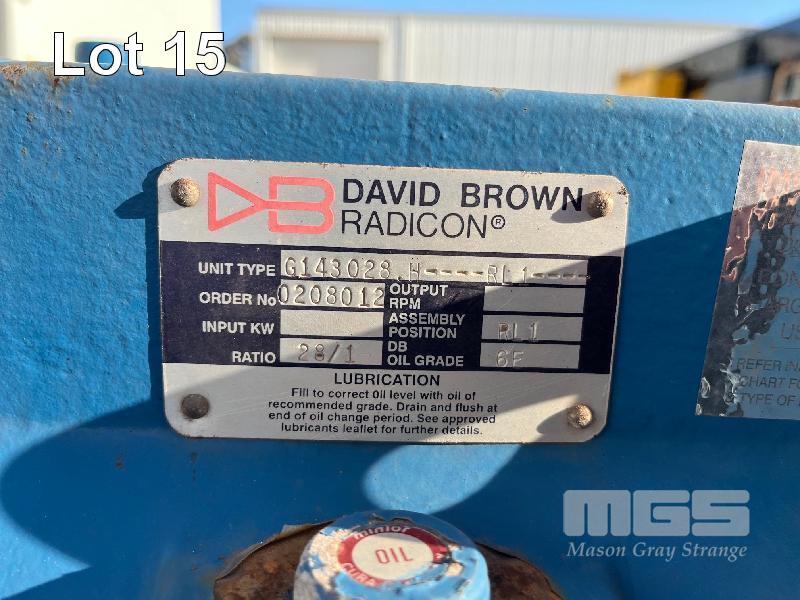 Lot 15
DB DAVID BROWN
RADICON®
UNIT TYPE G143028.H----RL1----
ORDER No 0208012 OUTPUT RPM
INPUT KW ASSEMBLY POSITION RL1
RATIO 28/1 DB OIL GRADE 6E
LUBRICATION
Fill to correct Oil level with oil of
recommended grade. Drain and flush at
end of oil change period. See approved
lubricants leaflet for further details.
REFER IN
CHART FO
TYPE OF
minlor
OIL
MGS
Mason Gray Strange